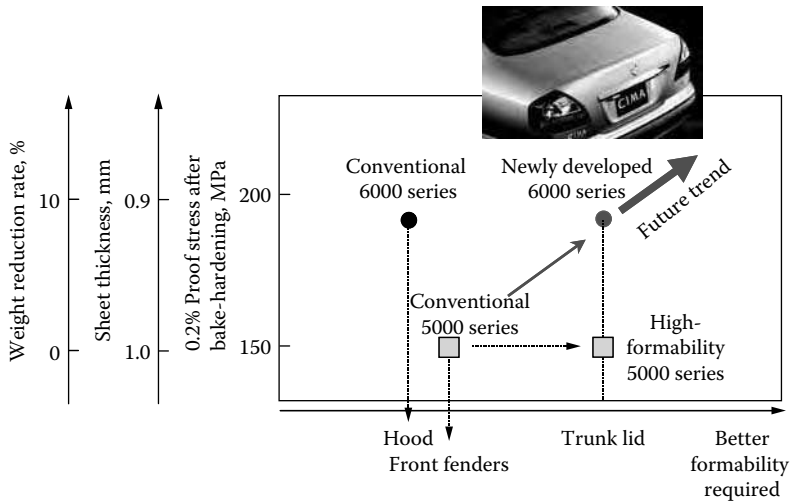 Weight reduction rate, %
10
0
Sheet thickness, mm
0.9
1.0
0.2% Proof stress after
bake-hardening, MPa
200
150
CIMA
Conventional
6000 series
Newly developed
6000 series
Future trend
Conventional
5000 series
High-
formability
5000 series
Hood
Front fenders
Trunk lid
Better
formability
required